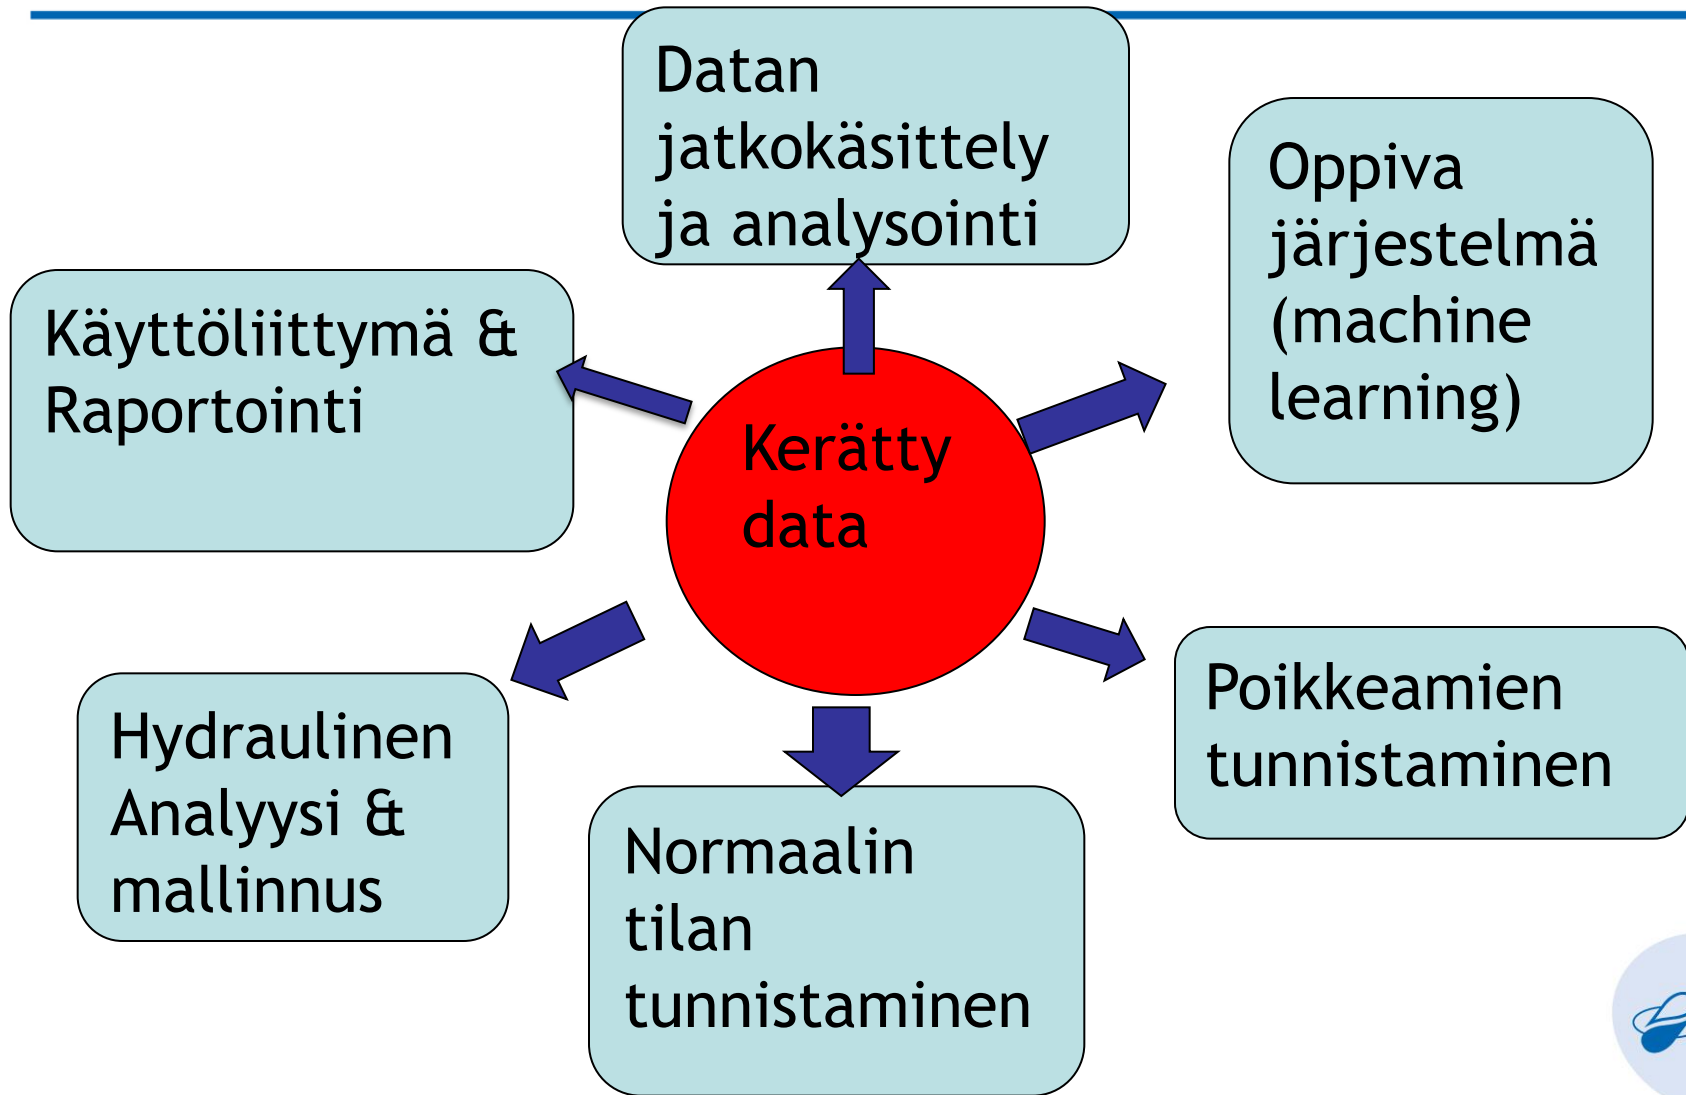 Datan
jatkokäsittely
ja analysointi
Oppiva
järjestelmä
(machine
learning)
Käyttöliittymä &
Raportointi
Kerätty
data
Poikkeamien
tunnistaminen
Hydraulinen
Analyysi &
mallinnus
Normaalin
tilan
tunnistaminen